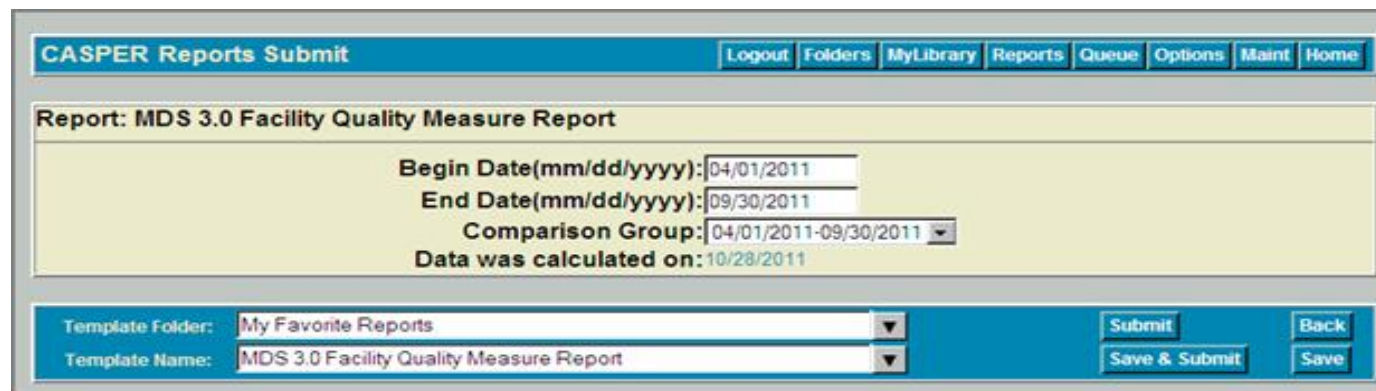 CASPER Reports Submit Logout Folders MyLibrary Reports Queue Options Maint Home
Report: MDS 3.0 Facility Quality Measure Report
Begin Date(mm/dd/yyyy): 04/01/2011
End Date(mm/dd/yyyy): 09/30/2011
Comparison Group: 04/01/2011-09/30/2011
Data was calculated on: 10/28/2011
Template Folder: My Favorite Reports Submit Back
Template Name: MDS 3.0 Facility Quality Measure Report Save & Submit Save